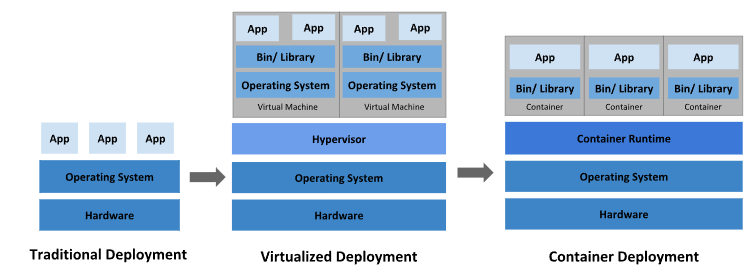 App
App
App
Operating System
Hardware
Traditional Deployment
App
App
Bin/ Library
Operating System
Virtual Machine
App
App
Bin/ Library
Operating System
Virtual Machine
Hypervisor
Operating System
Hardware
Virtualized Deployment
App
Bin/ Library
Container
App
Bin/ Library
Container
App
Bin/ Library
Container
Container Runtime
Operating System
Hardware
Container Deployment